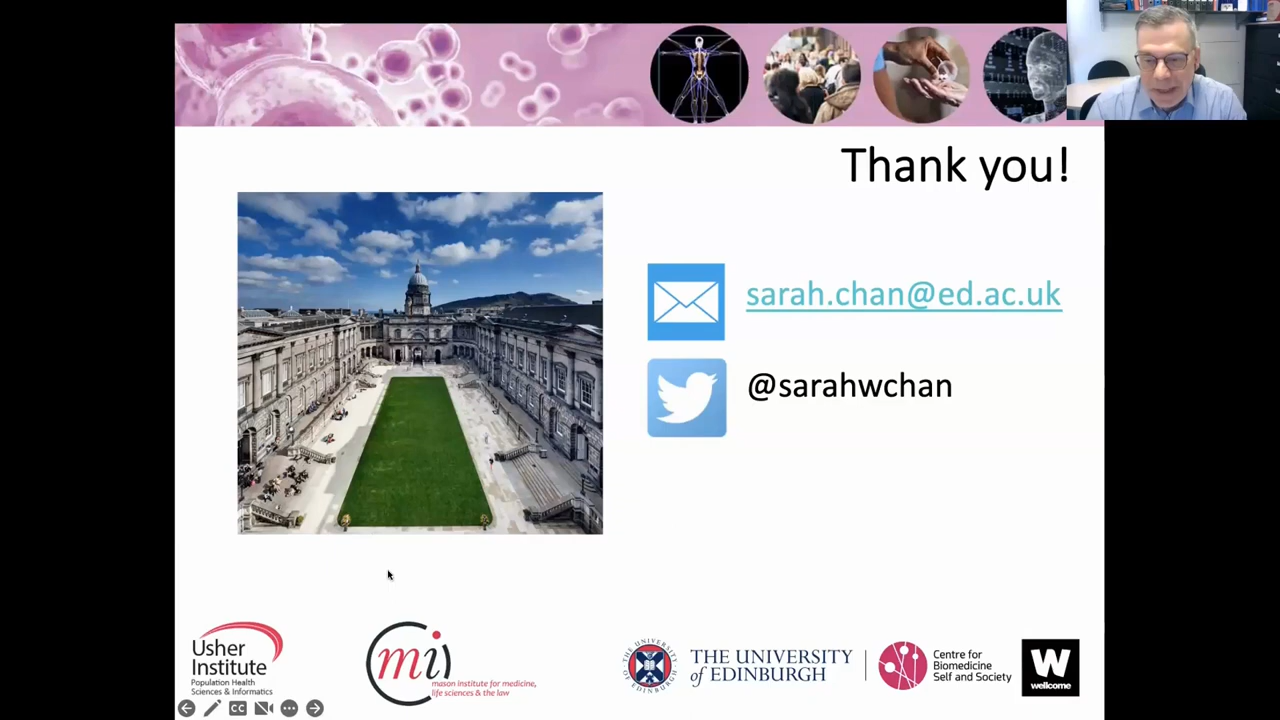 Thank you!
sarah.chan@ed.ac.uk
@sarahwchan
Usher
Institute
Population Health
Sciences & Informatics
mi
mason institute for medicine,
life sciences & the law
THE UNIVERSITY
of EDINBURGH
Centre for
Biomedicine
Self and Society
W
wellcome
CC